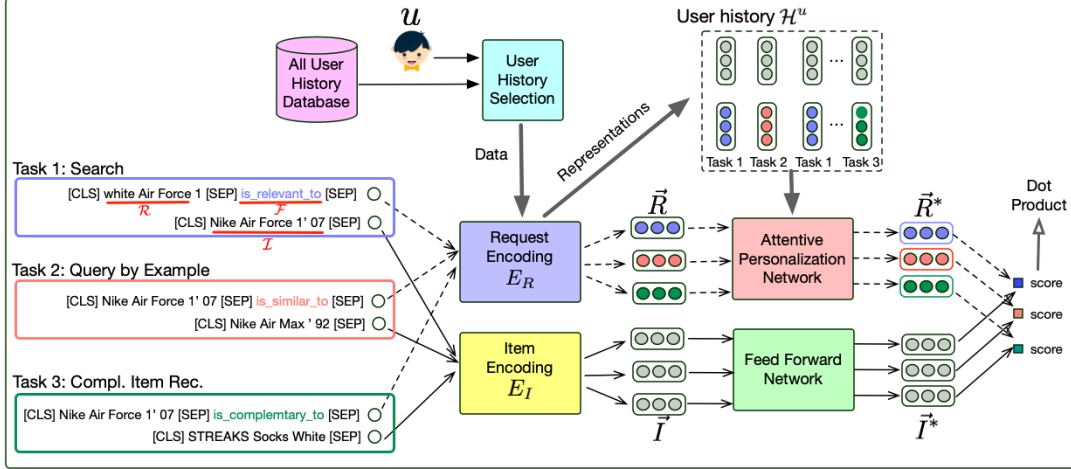 u
User history ℋᵘ
All User
History
Database
User
History
Selection
Data
Representations
...
...
Task 1 Task 2 Task 1 Task 3
Task 1: Search
[CLS] white Air Force 1 [SEP] is_relevant_to [SEP]
ℛ ℱ
[CLS] Nike Air Force 1' 07 [SEP]
ℐ
Task 2: Query by Example
[CLS] Nike Air Force 1' 07 [SEP] is_similar_to [SEP]
[CLS] Nike Air Max ' 92 [SEP]
Task 3: Compl. Item Rec.
[CLS] Nike Air Force 1' 07 [SEP] is_complemtary_to [SEP]
[CLS] STREAKS Socks White [SEP]
Request
Encoding
E_R
Item
Encoding
E_I
R⃗
I⃗
Attentive
Personalization
Network
Feed Forward
Network
R⃗*
I⃗*
Dot
Product
score
score
score